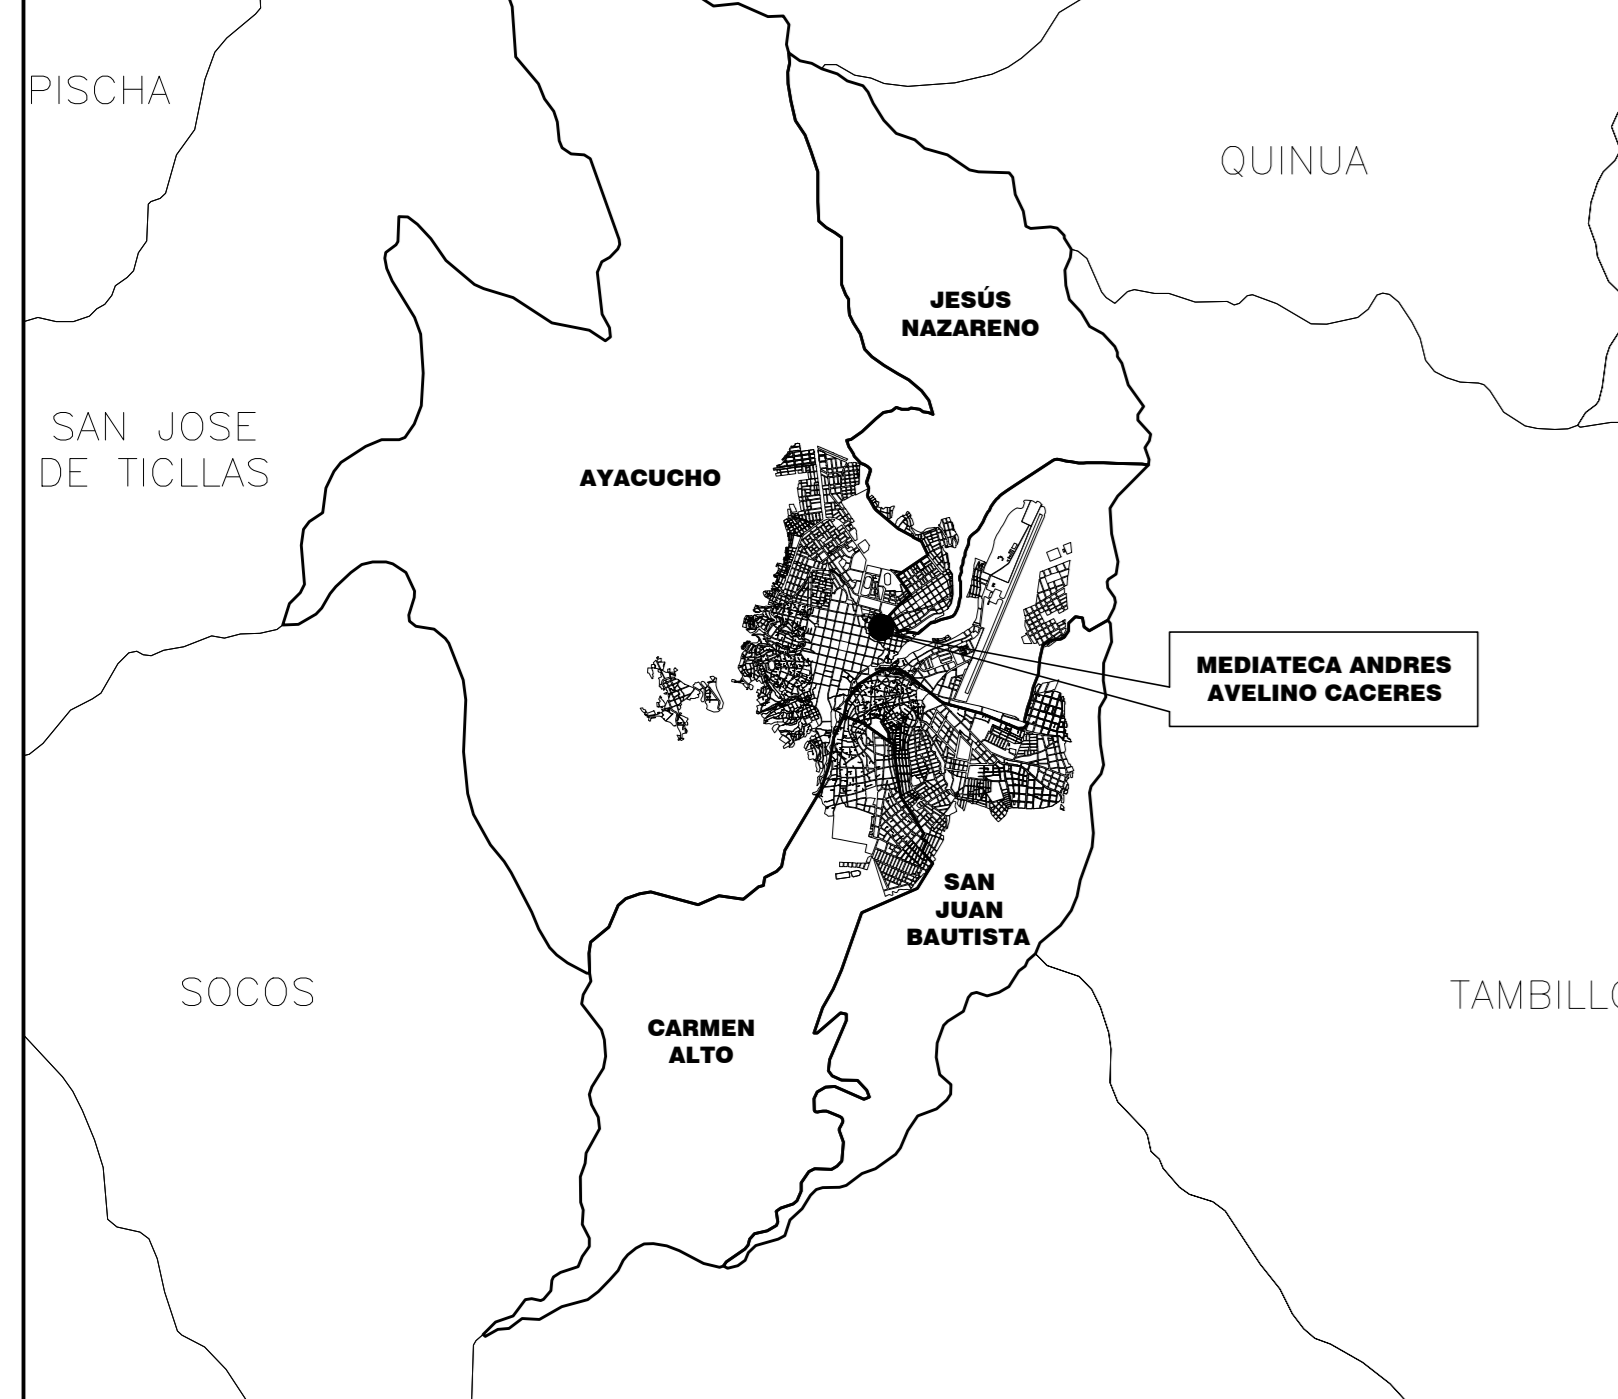 PISCHA
QUINUA
JESÚS
NAZARENO
SAN JOSE
DE TICLLAS
AYACUCHO
MEDIATECA ANDRES
AVELINO CACERES
SAN
JUAN
BAUTISTA
SOCOS
TAMBILLO
CARMEN
ALTO